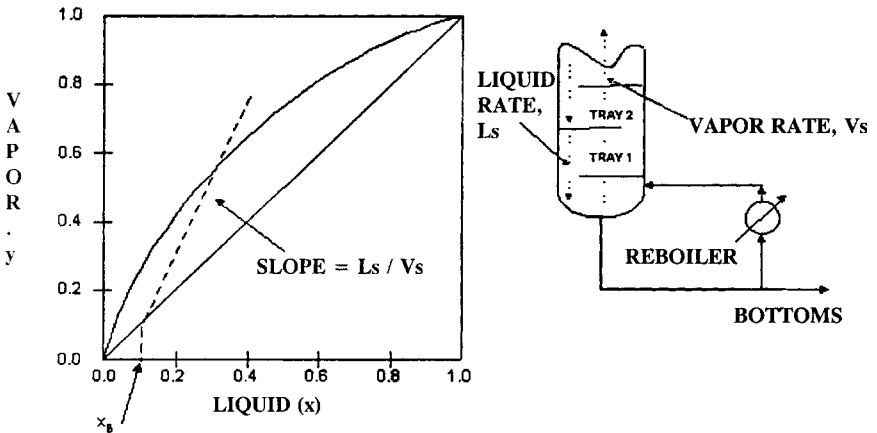 1.0
0.8
0.6
0.4
0.2
0.0
V
A
P
O
R
.
y
0.0
0.2
0.4
0.6
0.8
1.0
LIQUID (x)
xB
SLOPE = Ls / Vs
LIQUID
RATE,
Ls
TRAY 2
TRAY 1
VAPOR RATE, Vs
REBOILER
BOTTOMS